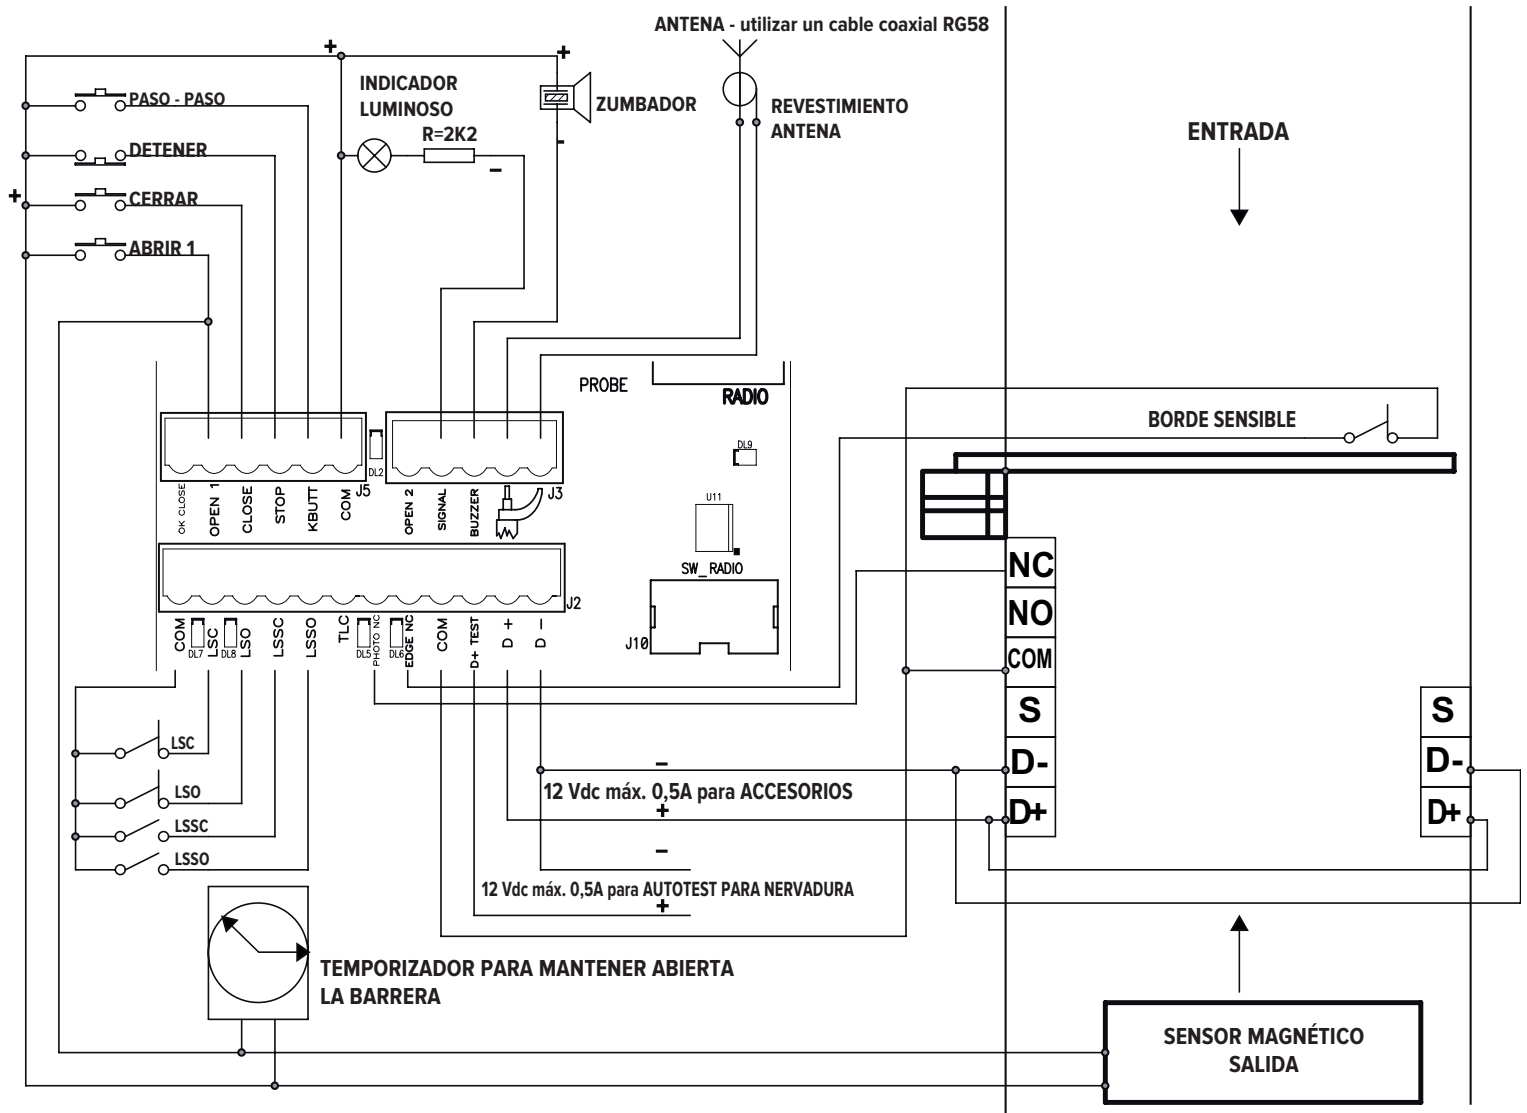 ANTENA - utilizar un cable coaxial RG58
+
+
INDICADOR
LUMINOSO
R=2K2
–
ZUMBADOR
-
REVESTIMIENTO
ANTENA
ENTRADA
PASO - PASO
DETENER
+
CERRAR
ABRIR 1
PROBE
RADIO
BORDE SENSIBLE
DL2
DL9
J5
J3
OK CLOSE
OPEN 1
CLOSE
STOP
KBUTT
COM
OPEN 2
SIGNAL
BUZZER
U11
SW_RADIO
J10
J2
COM
DL7
LSC
DL8
LSO
LSSC
LSSO
TLC
DL5
PHOTO NC
DL6
EDGE NC
COM
D+ TEST
D +
D -
NC
NO
COM
S
D-
D+
S
D-
D+
LSC
LSO
LSSC
LSSO
–
12 Vdc máx. 0,5A para ACCESORIOS
+
–
12 Vdc máx. 0,5A para AUTOTEST PARA NERVADURA
+
TEMPORIZADOR PARA MANTENER ABIERTA
LA BARRERA
SENSOR MAGNÉTICO
SALIDA